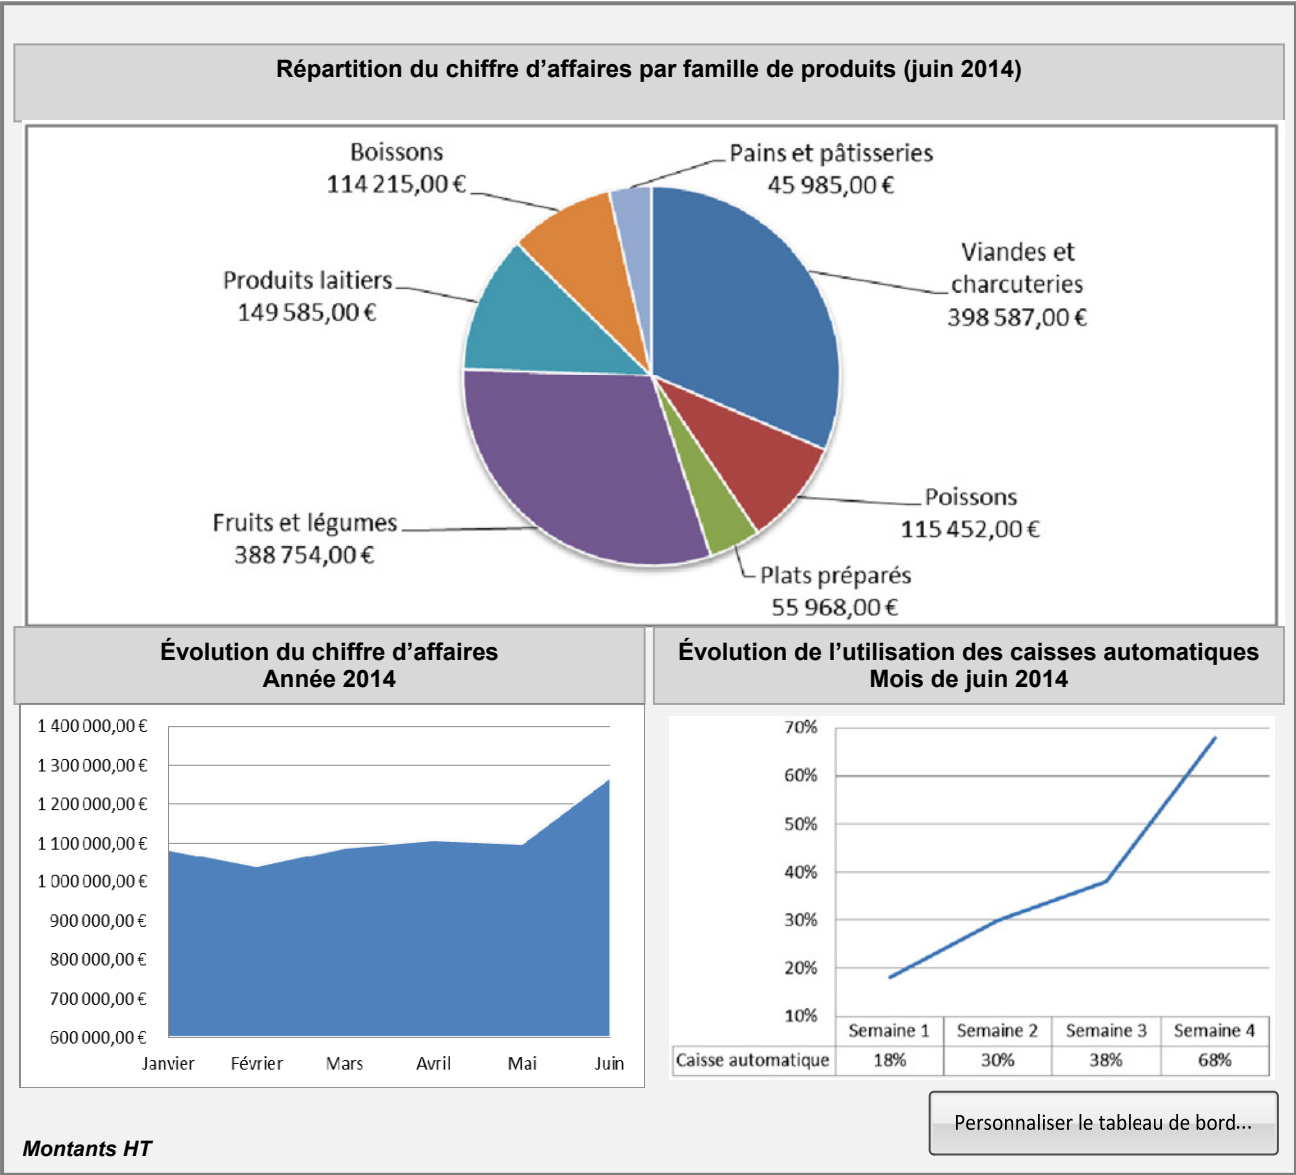 Répartition du chiffre d’affaires par famille de produits (juin 2014)
Boissons
114 215,00 €
Pains et pâtisseries
45 985,00 €
Viandes et
charcuteries
398 587,00 €
Produits laitiers
149 585,00 €
Poissons
115 452,00 €
Fruits et légumes
388 754,00 €
Plats préparés
55 968,00 €
Évolution du chiffre d’affaires
Année 2014
1 400 000,00 €
1 300 000,00 €
1 200 000,00 €
1 100 000,00 €
1 000 000,00 €
900 000,00 €
800 000,00 €
700 000,00 €
600 000,00 €
Janvier Février Mars Avril Mai Juin
Évolution de l’utilisation des caisses automatiques
Mois de juin 2014
70%
60%
50%
40%
30%
20%
10%
Semaine 1 Semaine 2 Semaine 3 Semaine 4
Caisse automatique 18% 30% 38% 68%
Personnaliser le tableau de bord...
Montants HT